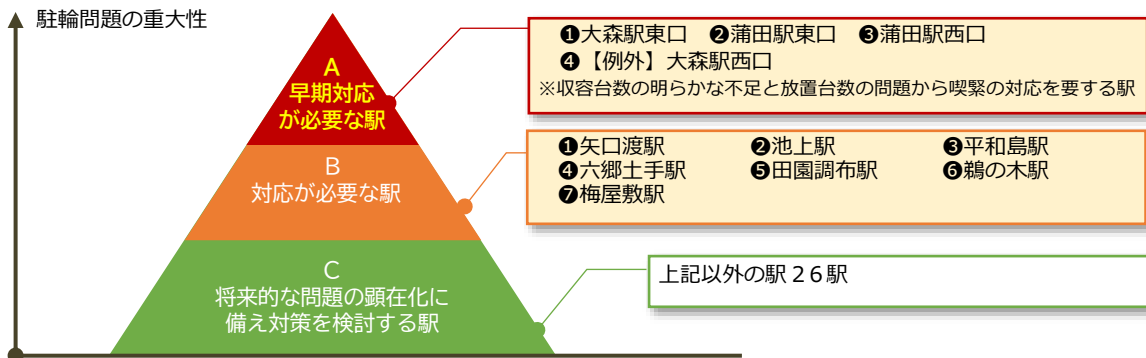 駐輪問題の重大性
A
早期対応
が必要な駅
❶大森駅東口 ❷蒲田駅東口 ❸蒲田駅西口
❹【例外】大森駅西口
※収容台数の明らかな不足と放置台数の問題から喫緊の対応を要する駅
B
対応が必要な駅
❶矢口渡駅 ❷池上駅 ❸平和島駅
❹六郷土手駅 ❺田園調布駅 ❻鵜の木駅
❼梅屋敷駅
C
将来的な問題の顕在化に
備え対策を検討する駅
上記以外の駅26駅